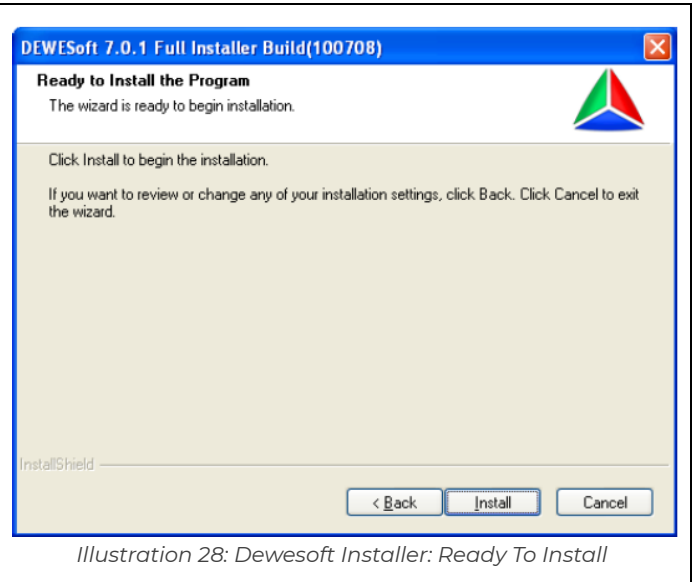 DEWESoft 7.0.1 Full Installer Build(100708)
Ready to Install the Program
The wizard is ready to begin installation.
Click Install to begin the installation.
If you want to review or change any of your installation settings, click Back. Click Cancel to exit
the wizard.
InstallShield
< Back Install Cancel
Illustration 28: Dewesoft Installer: Ready To Install